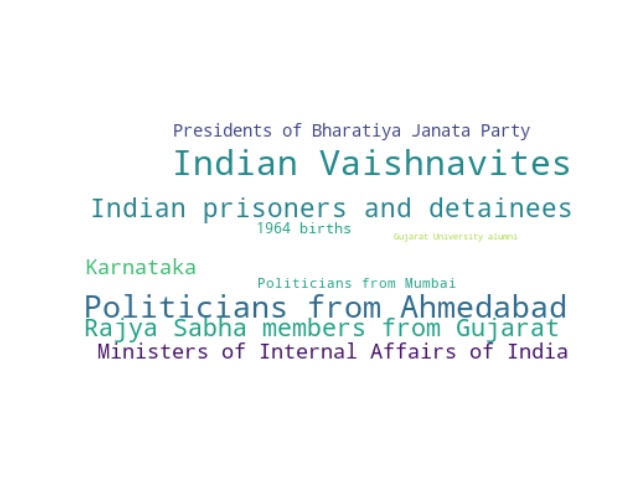 Presidents of Bharatiya Janata Party
Indian Vaishnavites
Indian prisoners and detainees
1964 births
Gujarat University alumni
Karnataka
Politicians from Mumbai
Politicians from Ahmedabad
Rajya Sabha members from Gujarat
Ministers of Internal Affairs of India